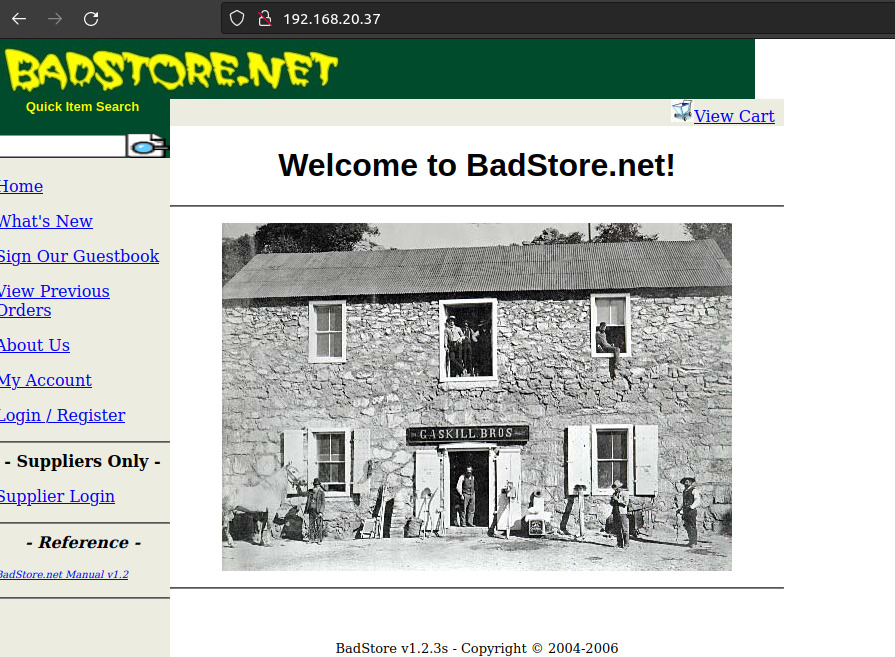 192.168.20.37
BADSTORE.NET
Quick Item Search
View Cart
Welcome to BadStore.net!
Home
What's New
Sign Our Guestbook
View Previous
Orders
About Us
My Account
Login / Register
- Suppliers Only -
Supplier Login
- Reference -
BadStore.net Manual v1.2
GASKILL BROS
BadStore v1.2.3s - Copyright © 2004-2006